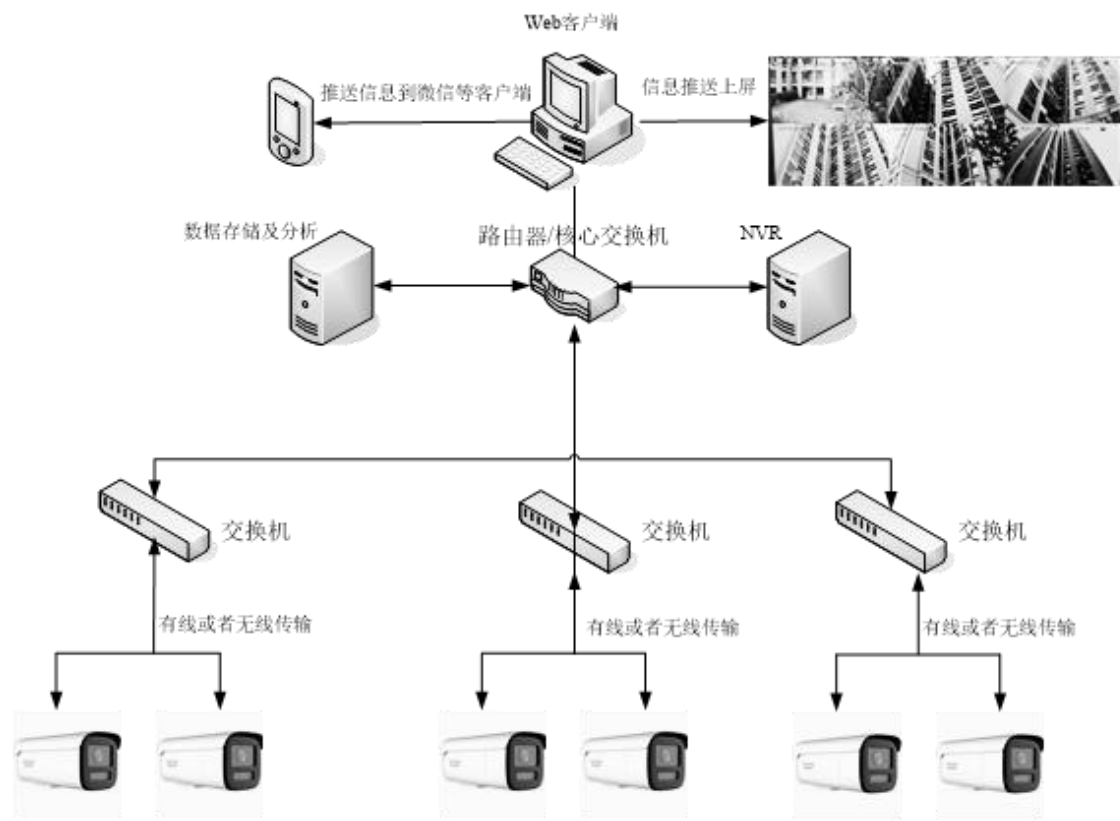 Web客户端
推送信息到微信等客户端
信息推送上屏
数据存储及分析
路由器/核心交换机
NVR
交换机
交换机
交换机
有线或者无线传输
有线或者无线传输
有线或者无线传输